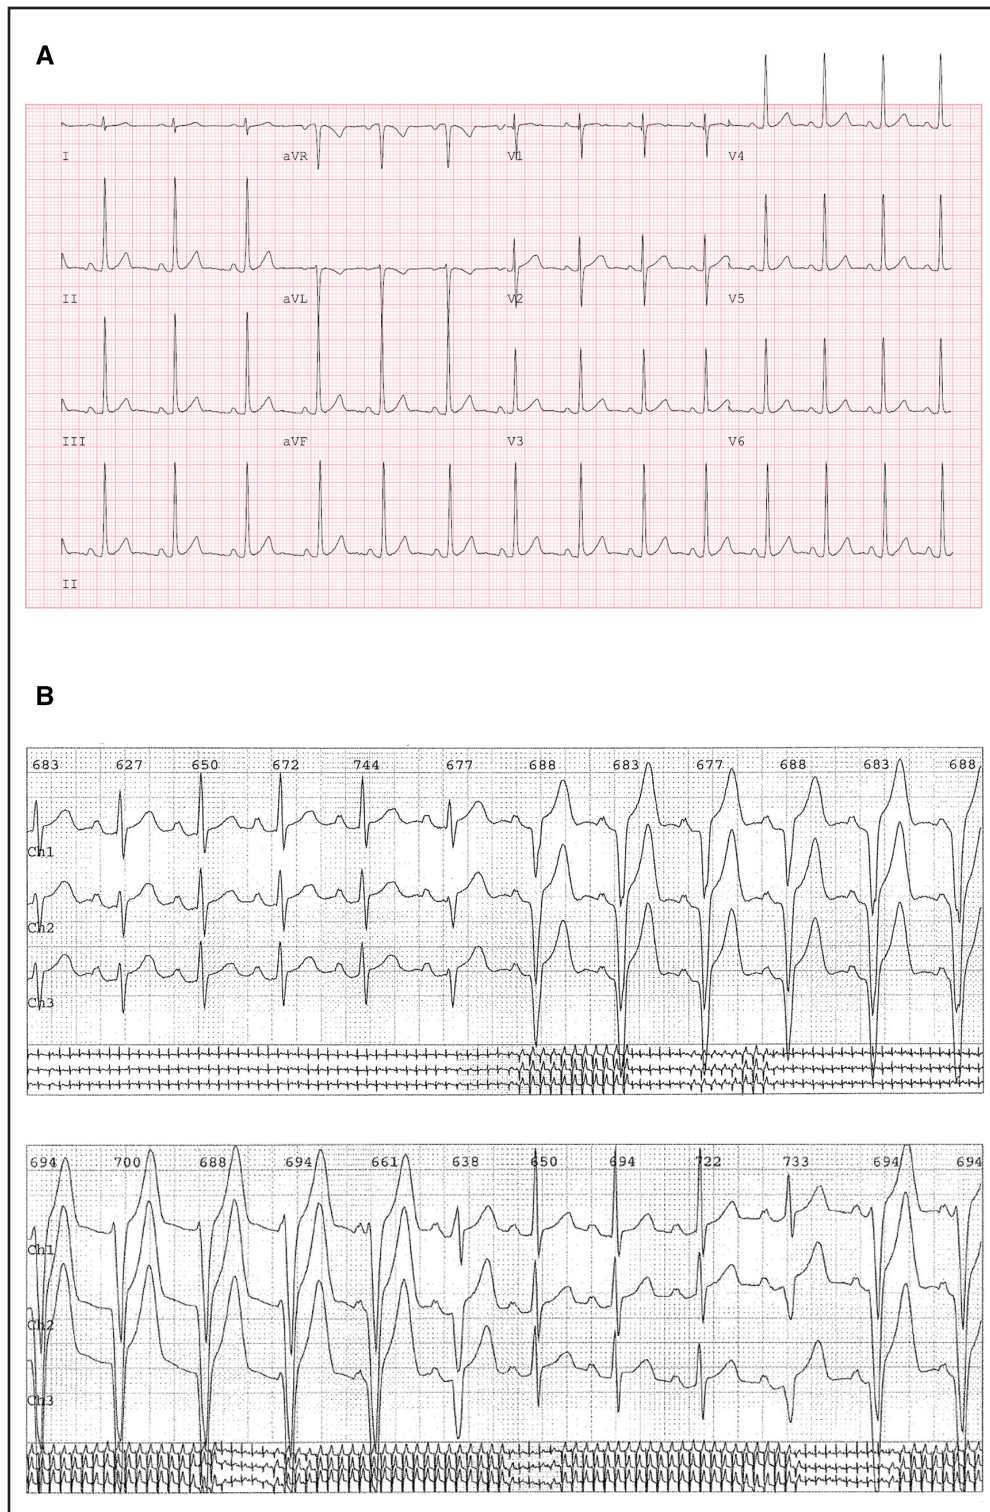 A
I aVR V1 V4
II aVL V2 V5
III aVF V3 V6
II
B
683 627 650 672 744 677 688 683 677 688 683 688
Ch1
Ch2
Ch3
694 700 688 694 661 638 650 694 722 733 694 694
Ch1
Ch2
Ch3